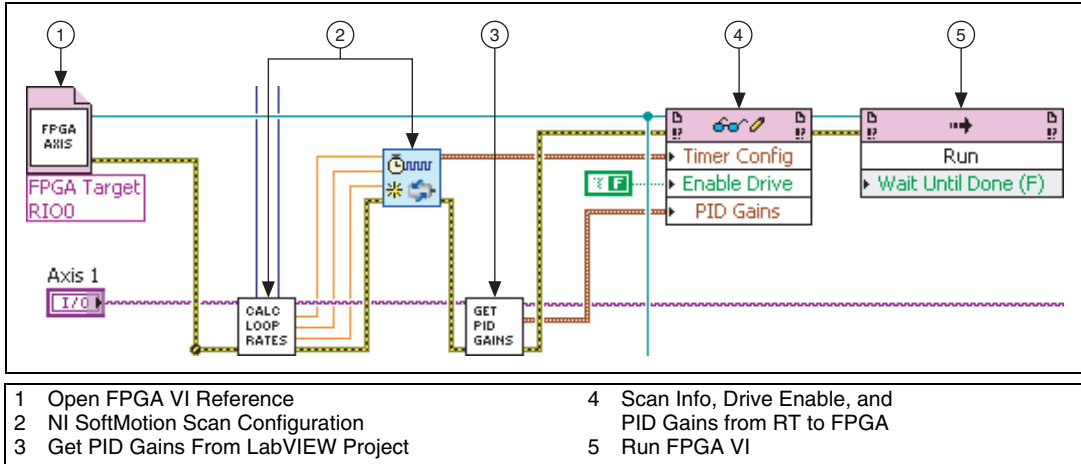 1
2
3
4
5
FPGA
AXIS
FPGA Target
RIO0
Axis 1
I/O
CALC
LOOP
RATES
GET
PID
GAINS
Timer Config
Enable Drive
PID Gains
F
Run
Wait Until Done (F)
1 Open FPGA VI Reference
2 NI SoftMotion Scan Configuration
3 Get PID Gains From LabVIEW Project
4 Scan Info, Drive Enable, and
PID Gains from RT to FPGA
5 Run FPGA VI